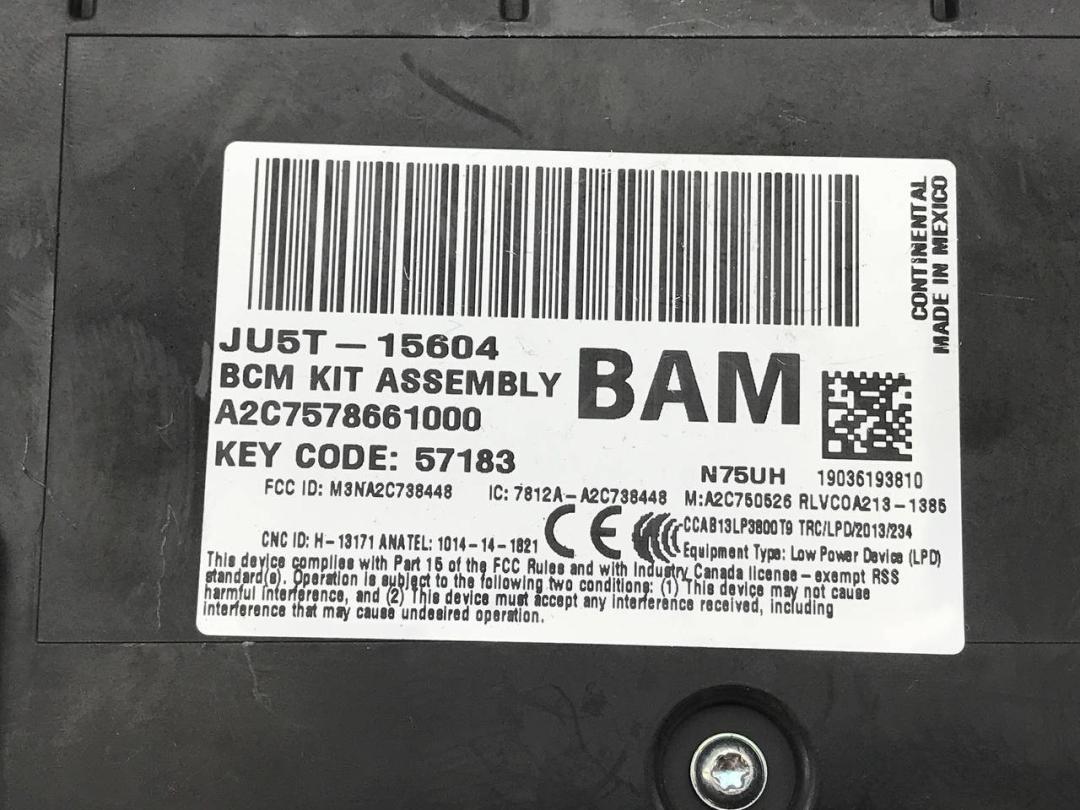 CONTINENTAL
MADE IN MEXICO
JU5T-15604
BCM KIT ASSEMBLY
BAM
A2C7578661000
KEY CODE: 57183
N75UH 19036193810
FCC ID: M3NA2C738448 IC: 7812A-A2C738448 M:A2C750526 RLVCOA213-1385
CCAB13LP3800T9 TRC/LPD/2013/234
CNC ID: H-13171 ANATEL: 1014-14-1821 CE
Equipment Type: Low Power Device (LPD)
This device complies with Part 15 of the FCC Rules and with Industry Canada license-exempt RSS
standard(s). Operation is subject to the following two conditions: (1) This device may not cause
harmful interference, and (2) This device must accept any interference received, including
interference that may cause undesired operation.